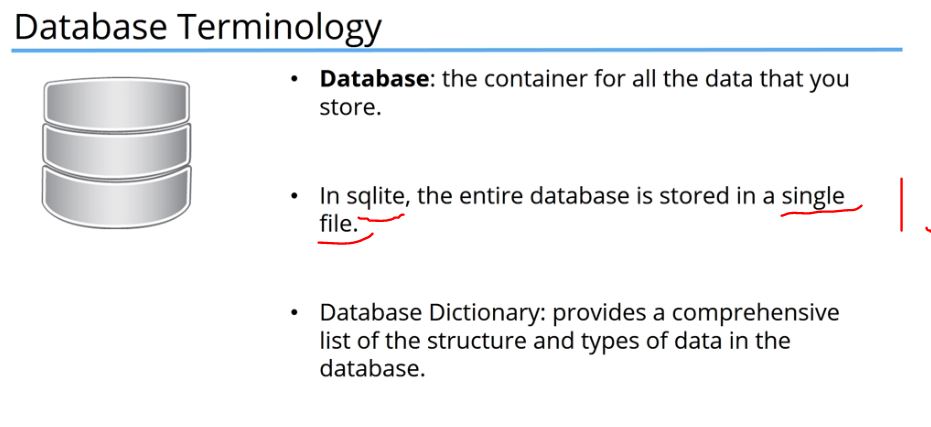 Database Terminology
• Database: the container for all the data that you
store.
• In sqlite, the entire database is stored in a single
file.
• Database Dictionary: provides a comprehensive
list of the structure and types of data in the
database.